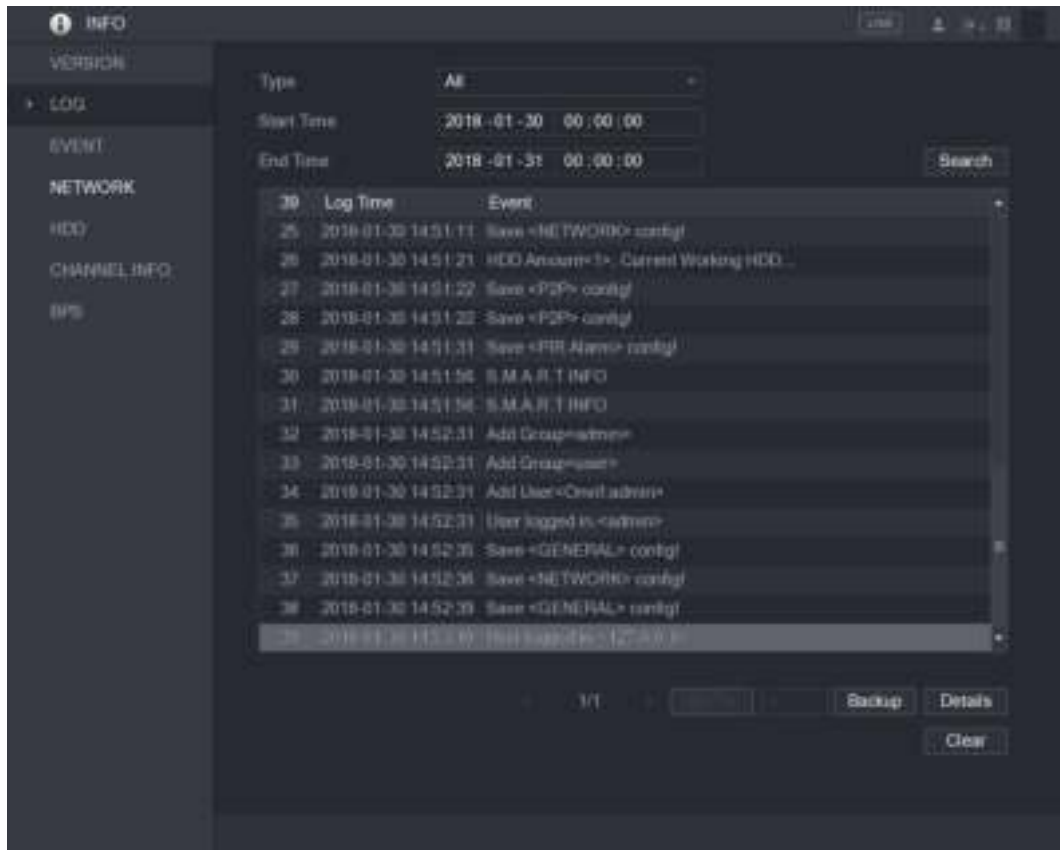 INFO
LIVE
VERSION
LOG
EVENT
NETWORK
HDD
CHANNEL INFO
BPS
Type All
Start Time 2018 -01 -30 00 : 00 : 00
End Time 2018 -01 -31 00 : 00 : 00
Search
39 Log Time Event
25 2018-01-30 14:51:11 Save <NETWORK> config!
26 2018-01-30 14:51:21 HDD Amount<1>, Current Working HDD...
27 2018-01-30 14:51:22 Save <P2P> config!
28 2018-01-30 14:51:22 Save <P2P> config!
29 2018-01-30 14:51:31 Save <PIR Alarm> config!
30 2018-01-30 14:51:56 S.M.A.R.T INFO
31 2018-01-30 14:51:56 S.M.A.R.T INFO
32 2018-01-30 14:52:31 Add Group<admin>
33 2018-01-30 14:52:31 Add Group<user>
34 2018-01-30 14:52:31 Add User<Onvif:admin>
35 2018-01-30 14:52:31 User logged in.<admin>
36 2018-01-30 14:52:35 Save <GENERAL> config!
37 2018-01-30 14:52:36 Save <NETWORK> config!
38 2018-01-30 14:52:39 Save <GENERAL> config!
39 User logged in
1/1
Backup
Details
Clear